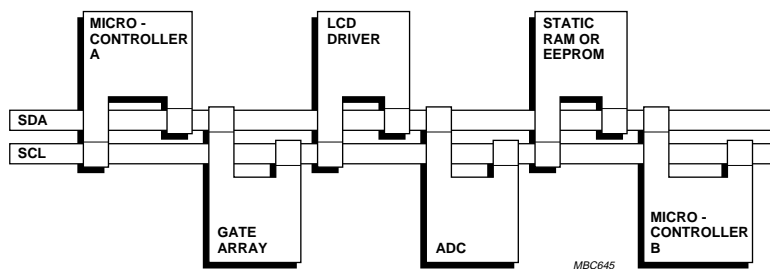 MICRO -
CONTROLLER
A
LCD
DRIVER
STATIC
RAM OR
EEPROM
SDA
SCL
GATE
ARRAY
ADC
MICRO -
CONTROLLER
B
MBC645